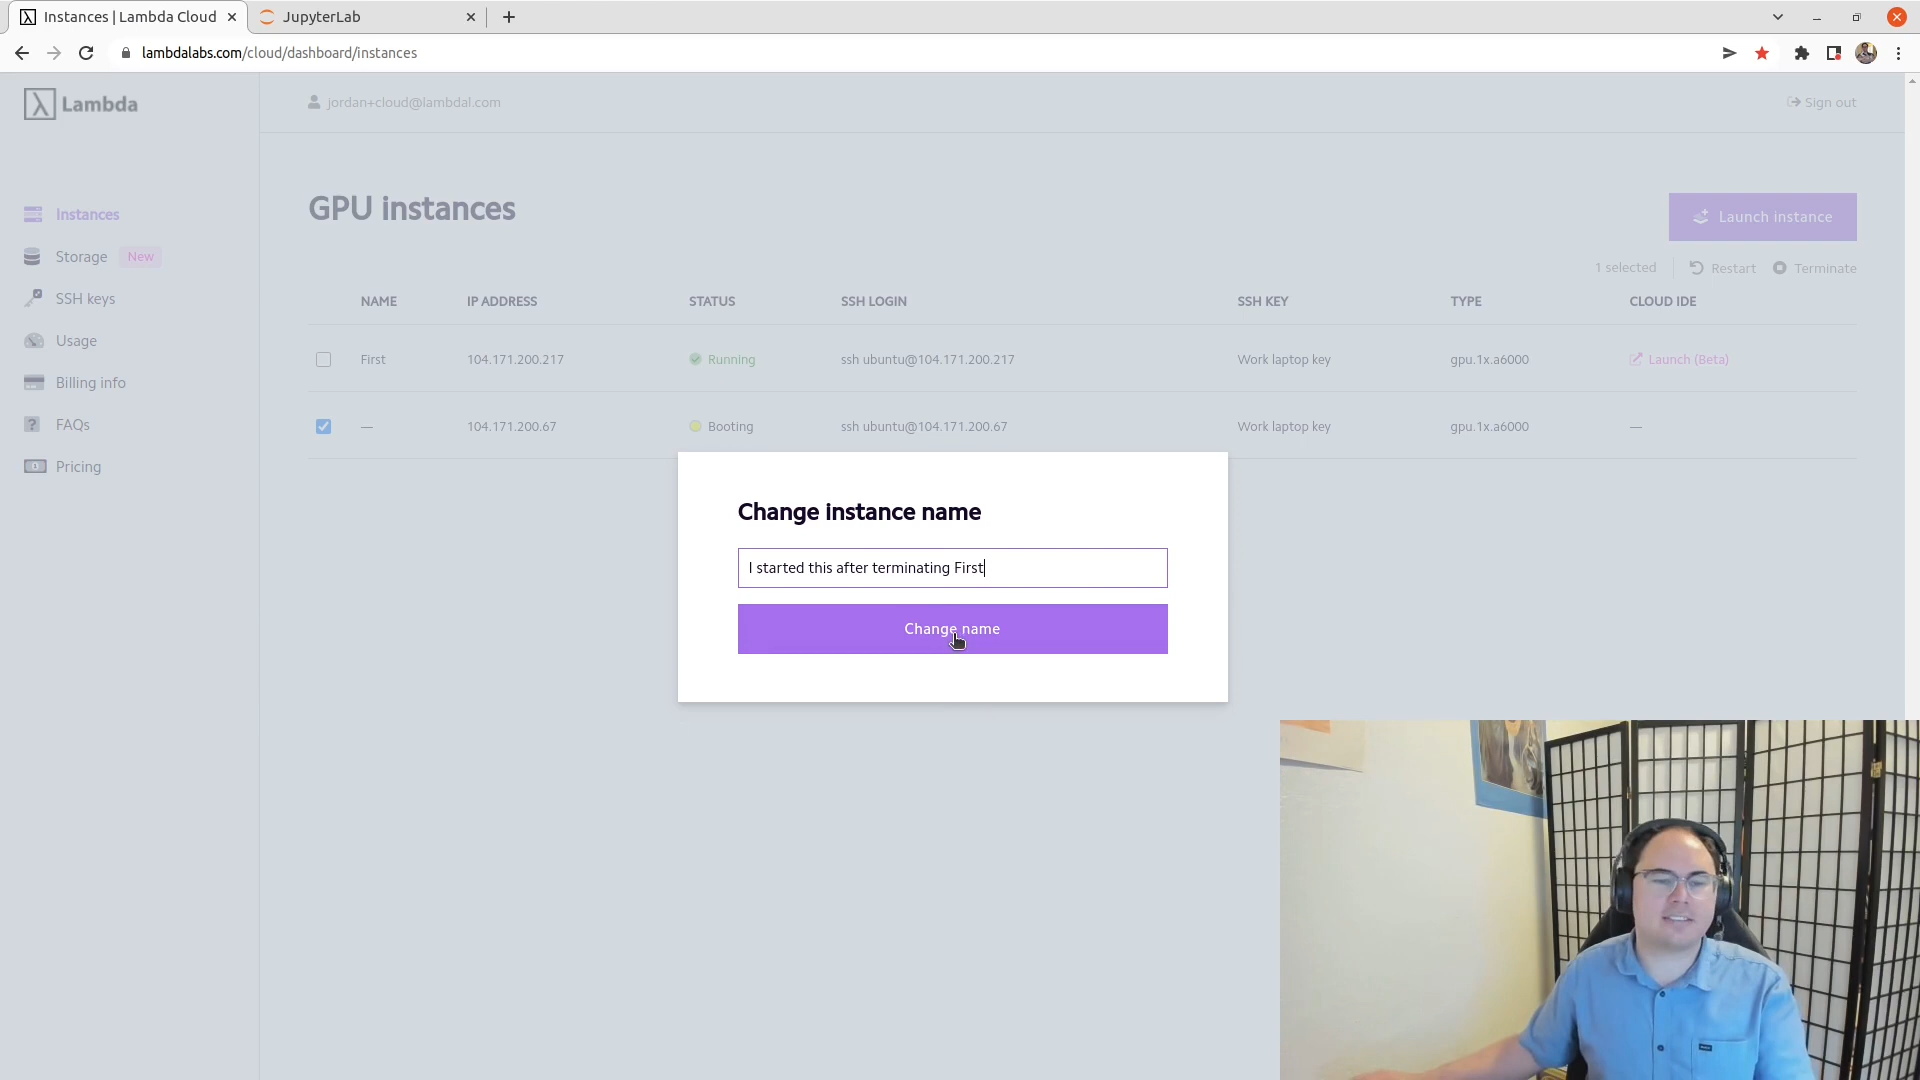 Instances | Lambda Cloud
JupyterLab
lambdalabs.com/cloud/dashboard/instances
Lambda
jordan+cloud@lambdal.com
Sign out
Instances
Storage New
SSH keys
Usage
Billing info
FAQs
Pricing
GPU instances
Launch instance
1 selected Restart Terminate
NAME IP ADDRESS STATUS SSH LOGIN SSH KEY TYPE CLOUD IDE
First 104.171.200.217 Running ssh ubuntu@104.171.200.217 Work laptop key gpu.1x.a6000 Launch (Beta)
— 104.171.200.67 Booting ssh ubuntu@104.171.200.67 Work laptop key gpu.1x.a6000 —
Change instance name
I started this after terminating First
Change name